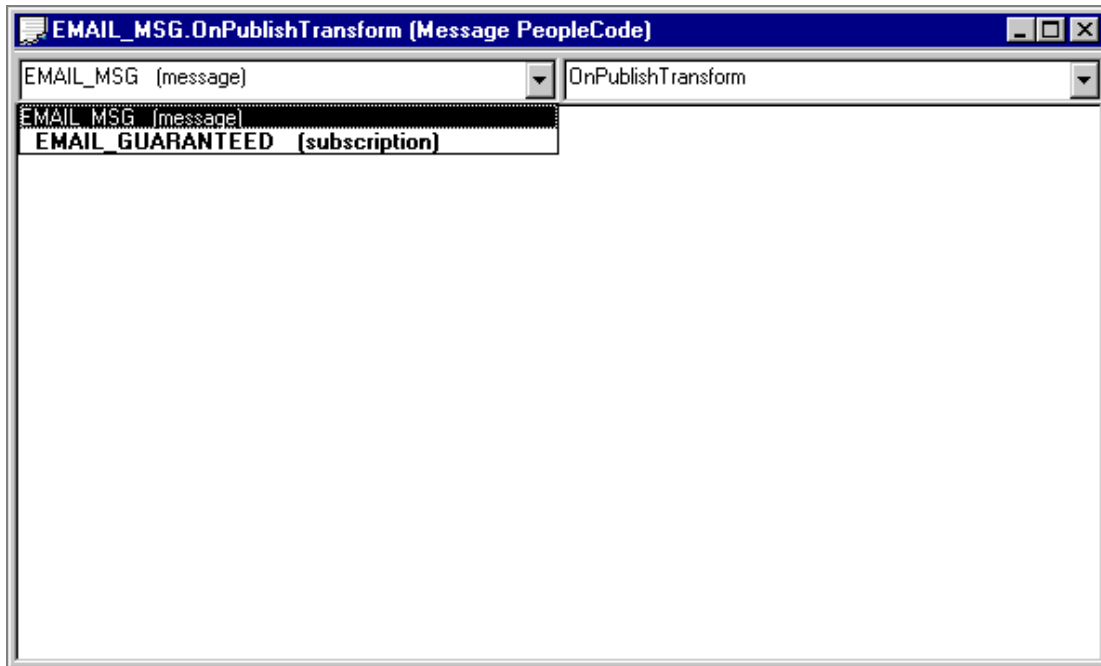 EMAIL_MSG.OnPublishTransform (Message PeopleCode)
EMAIL_MSG (message) OnPublishTransform
EMAIL_MSG (message)
EMAIL_GUARANTEED (subscription)